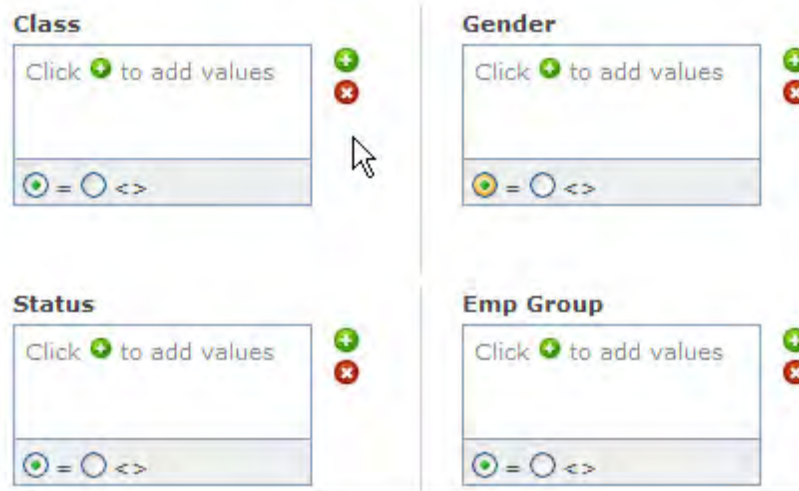 Class
Click to add values
= <>
Gender
Click to add values
= <>
Status
Click to add values
= <>
Emp Group
Click to add values
= <>